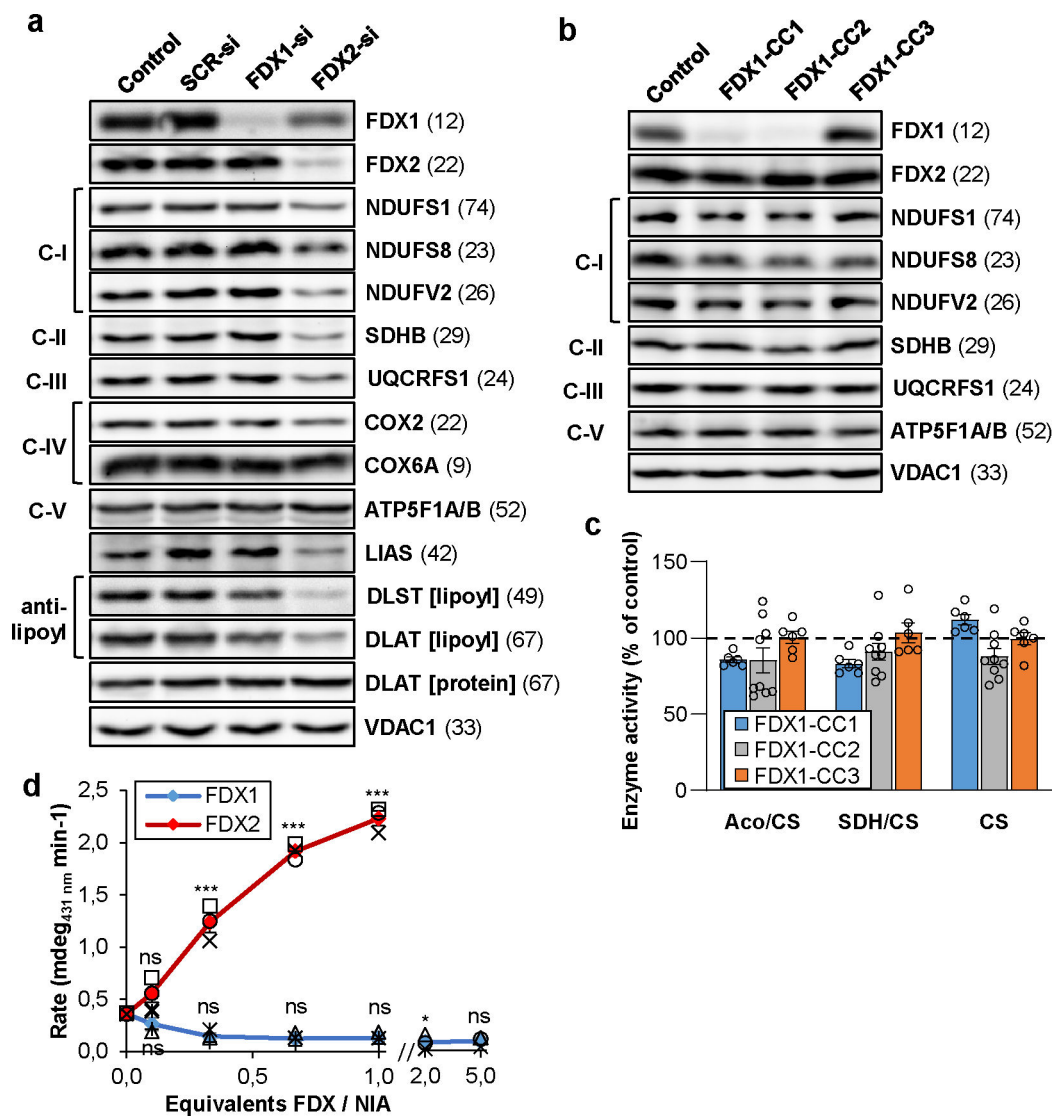 a
Control
SCR-si
FDX1-si
FDX2-si
FDX1 (12)
FDX2 (22)
C-I
NDUFS1 (74)
NDUFS8 (23)
NDUFV2 (26)
C-II
SDHB (29)
C-III
UQCRFS1 (24)
C-IV
COX2 (22)
COX6A (9)
C-V
ATP5F1A/B (52)
LIAS (42)
anti-
lipoyl
DLST [lipoyl] (49)
DLAT [lipoyl] (67)
DLAT [protein] (67)
VDAC1 (33)
b
Control
FDX1-CC1
FDX1-CC2
FDX1-CC3
FDX1 (12)
FDX2 (22)
C-I
NDUFS1 (74)
NDUFS8 (23)
NDUFV2 (26)
C-II
SDHB (29)
C-III
UQCRFS1 (24)
C-V
ATP5F1A/B (52)
VDAC1 (33)
c
Enzyme activity (% of control)
150
100
50
0
FDX1-CC1
FDX1-CC2
FDX1-CC3
Aco/CS
SDH/CS
CS
d
FDX1
FDX2
Rate (mdeg431 nm min-1)
2,5
2,0
1,5
1,0
0,5
0,0
ns
***
***
***
ns
ns
ns
ns
*
ns
0,0
0,5
1,0
//
2,0
5,0
Equivalents FDX / NIA